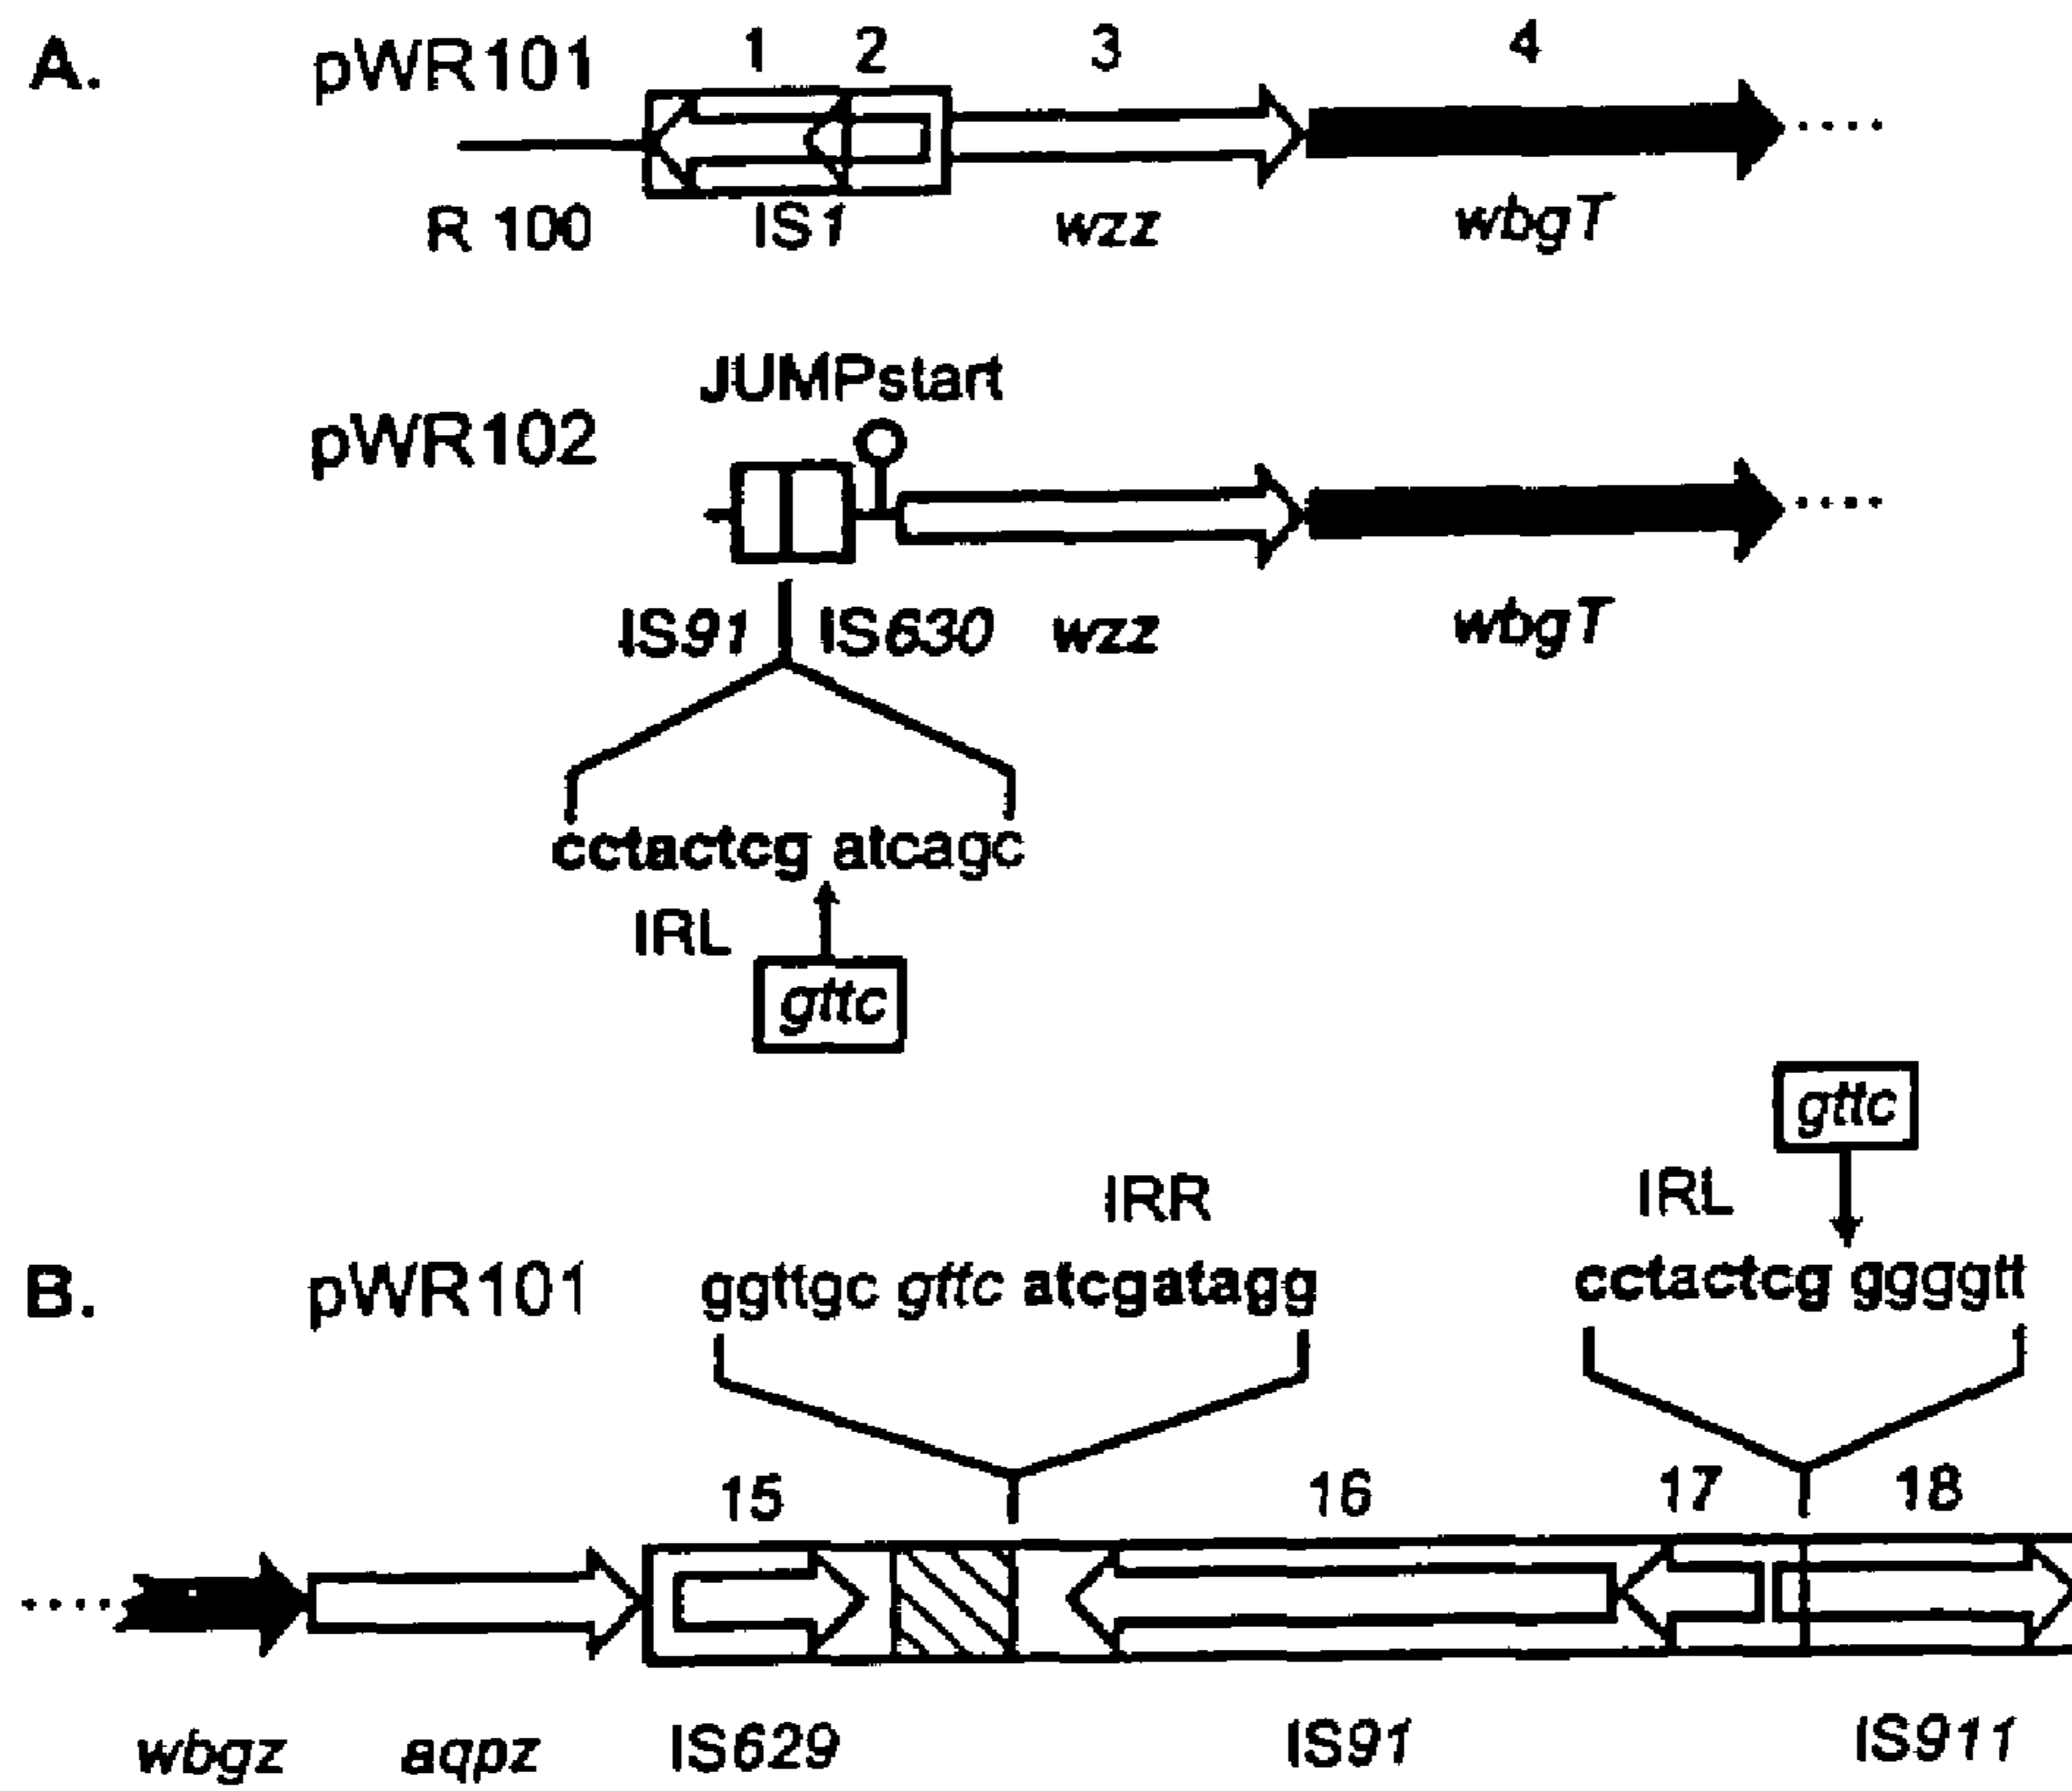 A. pWR101 1 2 3 4
R 100 IS1 wzz wbgT
JUMPstart
pWR102
IS91 IS630 wzz wbgT
cctactcg atcagc
IRL
gttc
gttc
IRR IRL
B. pWR101 ggttgc gttc atcgatagg cctactcg ggggtt
15 16 17 18
wbgz aqpz IS629 IS91 IS911